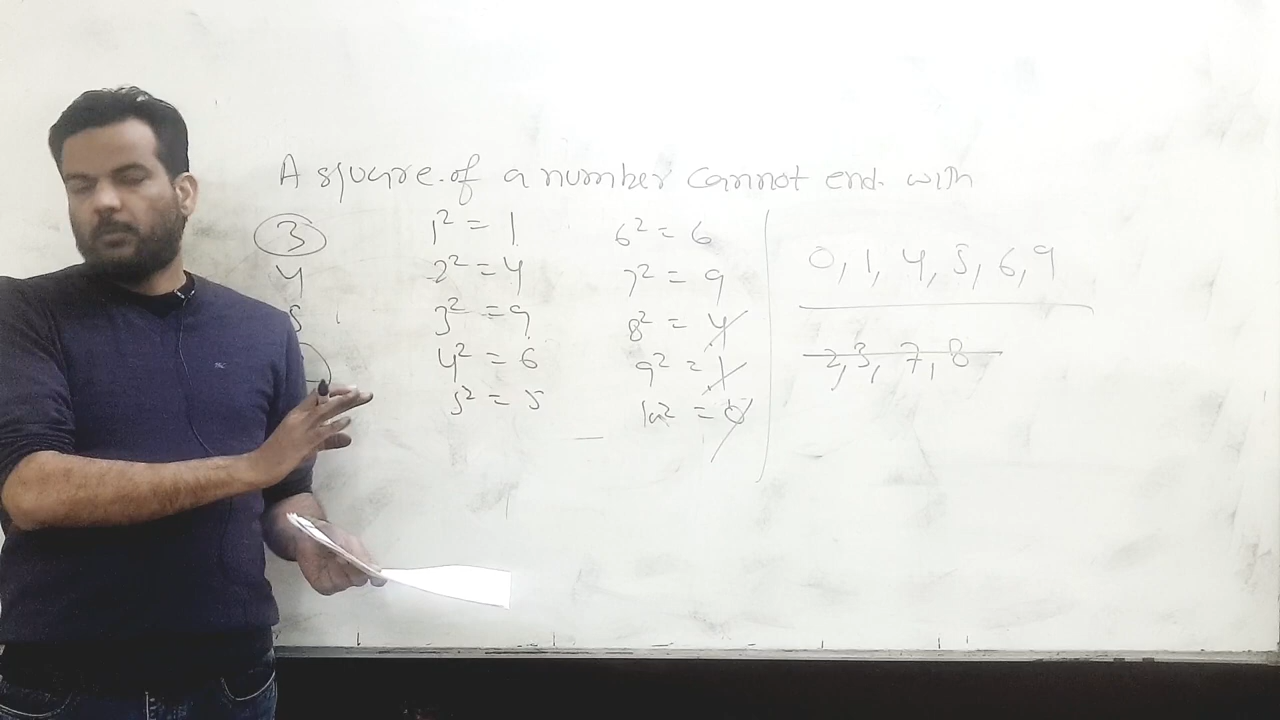 A square of a number cannot end with
3
4
5
1² = 1
2² = 4
3² = 9
4² = 6
5² = 5
6² = 6
7² = 9
8² = 4
9² = 1
10² = 0
0, 1, 4, 5, 6, 9
2, 3, 7, 8